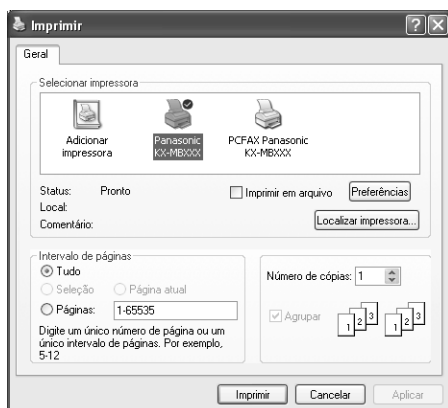 Imprimir
Geral
Selecionar impressora
Adicionar impressora
Panasonic KX-MBXXX
PCFAX Panasonic KX-MBXXX
Status: Pronto
Imprimir em arquivo
Preferências
Local:
Comentário:
Localizar impressora...
Intervalo de páginas
Tudo
Seleção
Página atual
Páginas: 1-65535
Digite um único número de página ou um
único intervalo de páginas. Por exemplo,
5-12
Número de cópias: 1
Agrupar
1 2 3 1 2 3
Imprimir
Cancelar
Aplicar